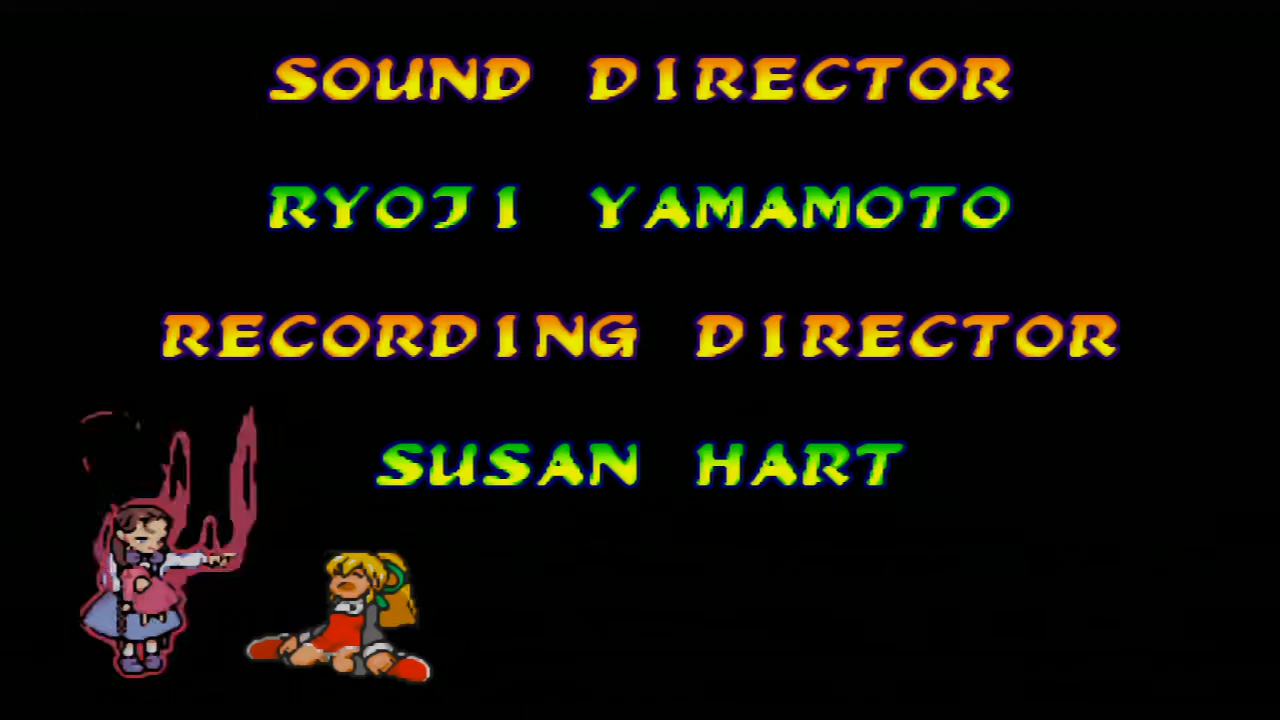 SOUND DIRECTOR
RYOJI YAMAMOTO
RECORDING DIRECTOR
SUSAN HART